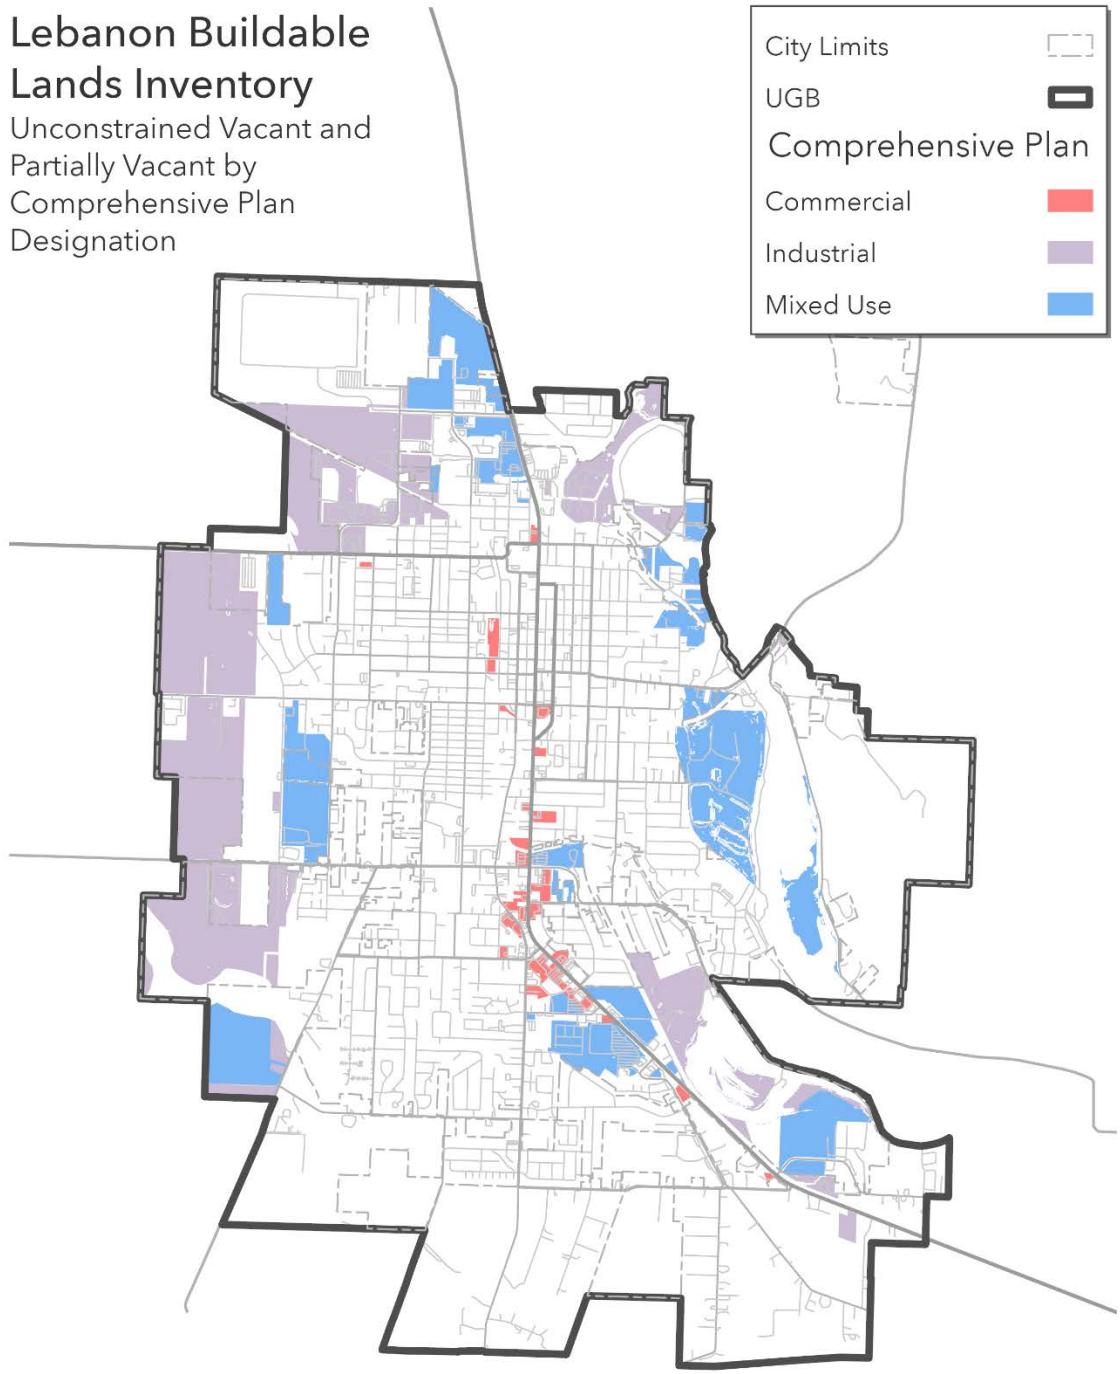 Lebanon Buildable
Lands Inventory
Unconstrained Vacant and
Partially Vacant by
Comprehensive Plan
Designation
City Limits
UGB
Comprehensive Plan
Commercial
Industrial
Mixed Use